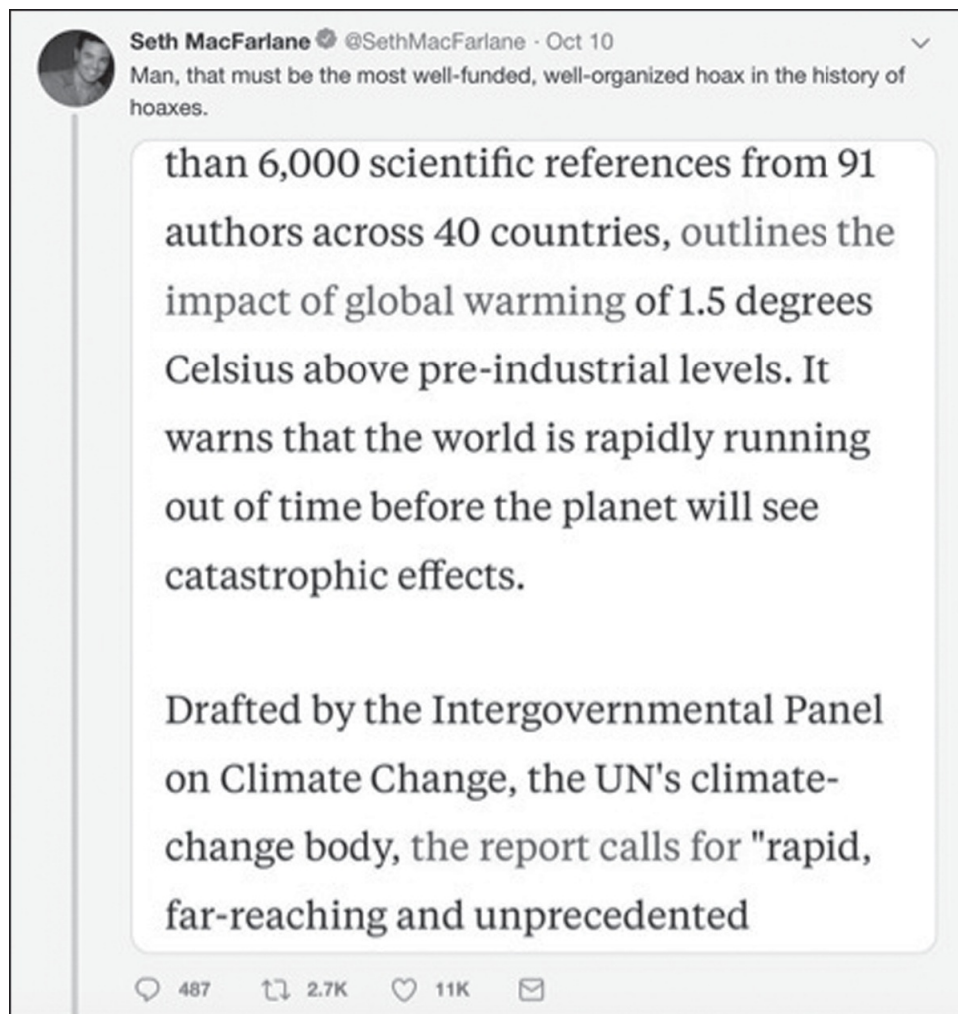 Seth MacFarlane @SethMacFarlane · Oct 10
Man, that must be the most well-funded, well-organized hoax in the history of
hoaxes.
than 6,000 scientific references from 91
authors across 40 countries, outlines the
impact of global warming of 1.5 degrees
Celsius above pre-industrial levels. It
warns that the world is rapidly running
out of time before the planet will see
catastrophic effects.
Drafted by the Intergovernmental Panel
on Climate Change, the UN's climate-
change body, the report calls for "rapid,
far-reaching and unprecedented
487 2.7K 11K